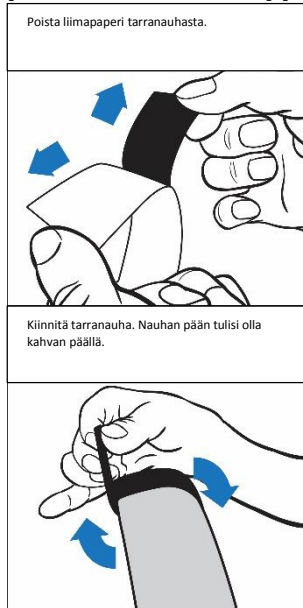 Poista liimapaperi tarranauhasta.
Kiinnitä tarranauha. Nauhan pään tulisi olla
kahvan päällä.